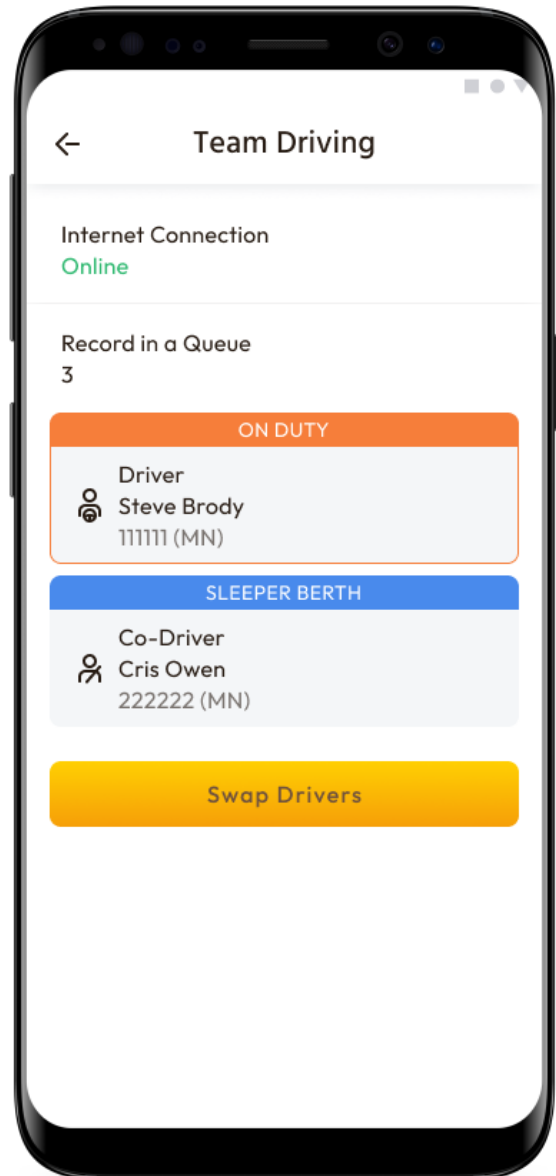 Team Driving
Internet Connection
Online
Record in a Queue
3
ON DUTY
Driver
Steve Brody
111111 (MN)
SLEEPER BERTH
Co-Driver
Cris Owen
222222 (MN)
Swap Drivers